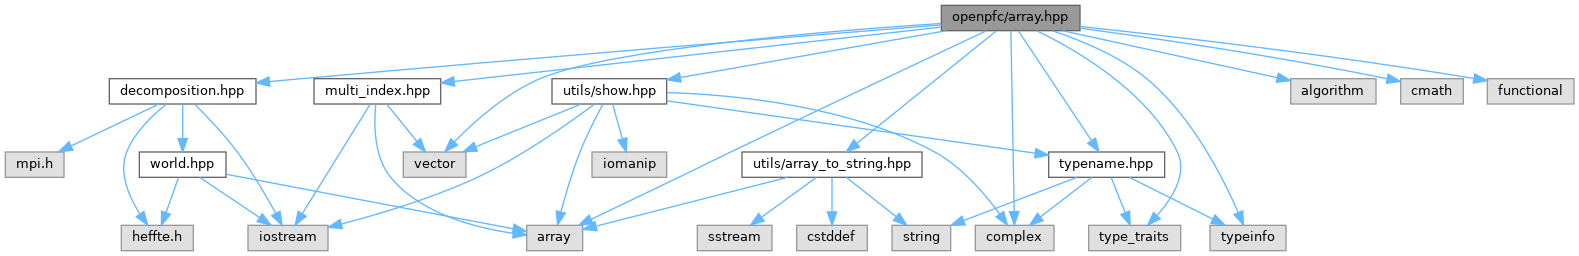 openpfc/array.hpp
decomposition.hpp
multi_index.hpp
utils/show.hpp
algorithm
cmath
functional
mpi.h
world.hpp
vector
iomanip
utils/array_to_string.hpp
typename.hpp
heffte.h
iostream
array
sstream
cstddef
string
complex
type_traits
typeinfo